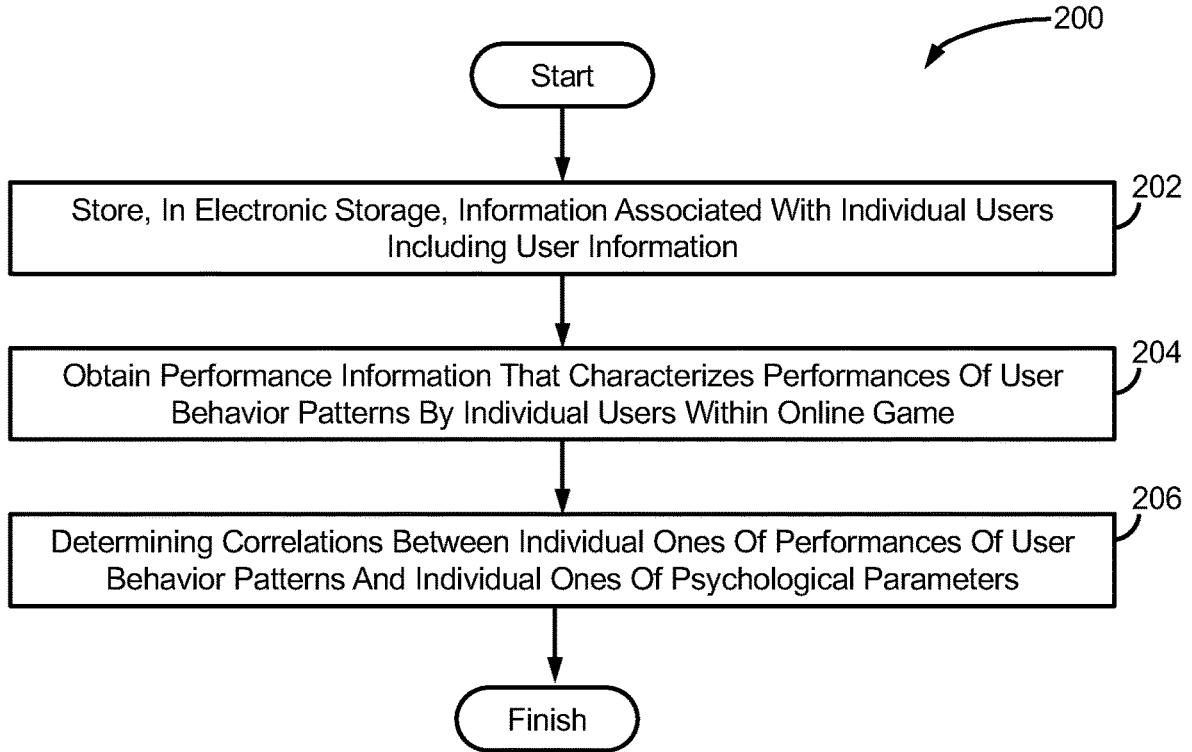 200
Start
202
Store, In Electronic Storage, Information Associated With Individual Users
Including User Information
204
Obtain Performance Information That Characterizes Performances Of User
Behavior Patterns By Individual Users Within Online Game
206
Determining Correlations Between Individual Ones Of Performances Of User
Behavior Patterns And Individual Ones Of Psychological Parameters
Finish